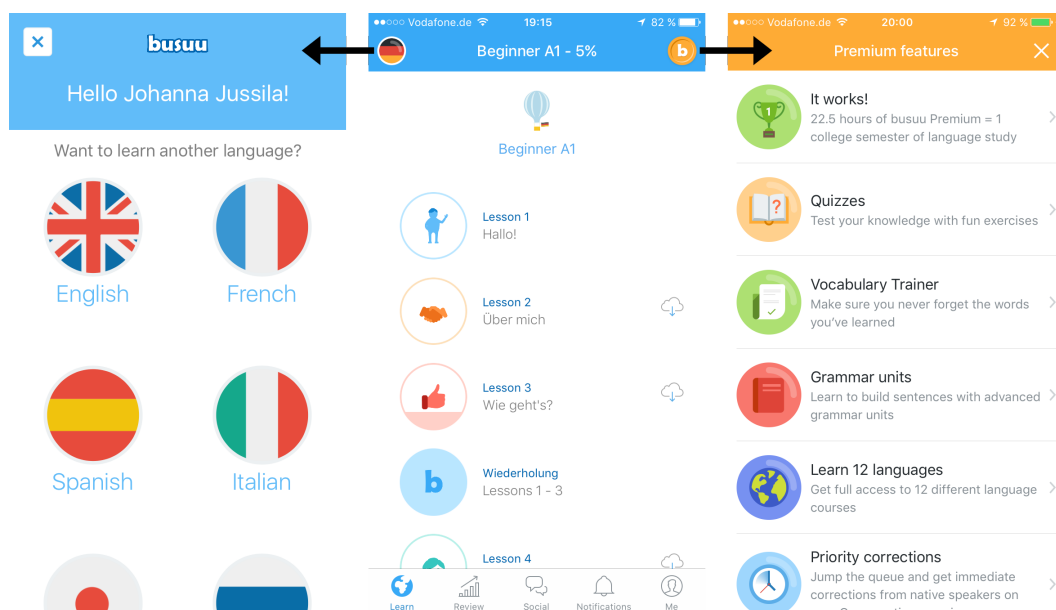 busuu
Hello Johanna Jussila!
Want to learn another language?
English
French
Spanish
Italian
Vodafone.de
19:15
82 %
Beginner A1 - 5%
b
Beginner A1
Lesson 1
Hallo!
Lesson 2
Über mich
Lesson 3
Wie geht's?
b
Wiederholung
Lessons 1 - 3
Lesson 4
Learn
Review
Social
Notifications
Me
Vodafone.de
20:00
92 %
Premium features
1
It works!
22.5 hours of busuu Premium = 1
college semester of language study
?
Quizzes
Test your knowledge with fun exercises
Vocabulary Trainer
Make sure you never forget the words
you've learned
Grammar units
Learn to build sentences with advanced
grammar units
Learn 12 languages
Get full access to 12 different language
courses
Priority corrections
Jump the queue and get immediate
corrections from native speakers on